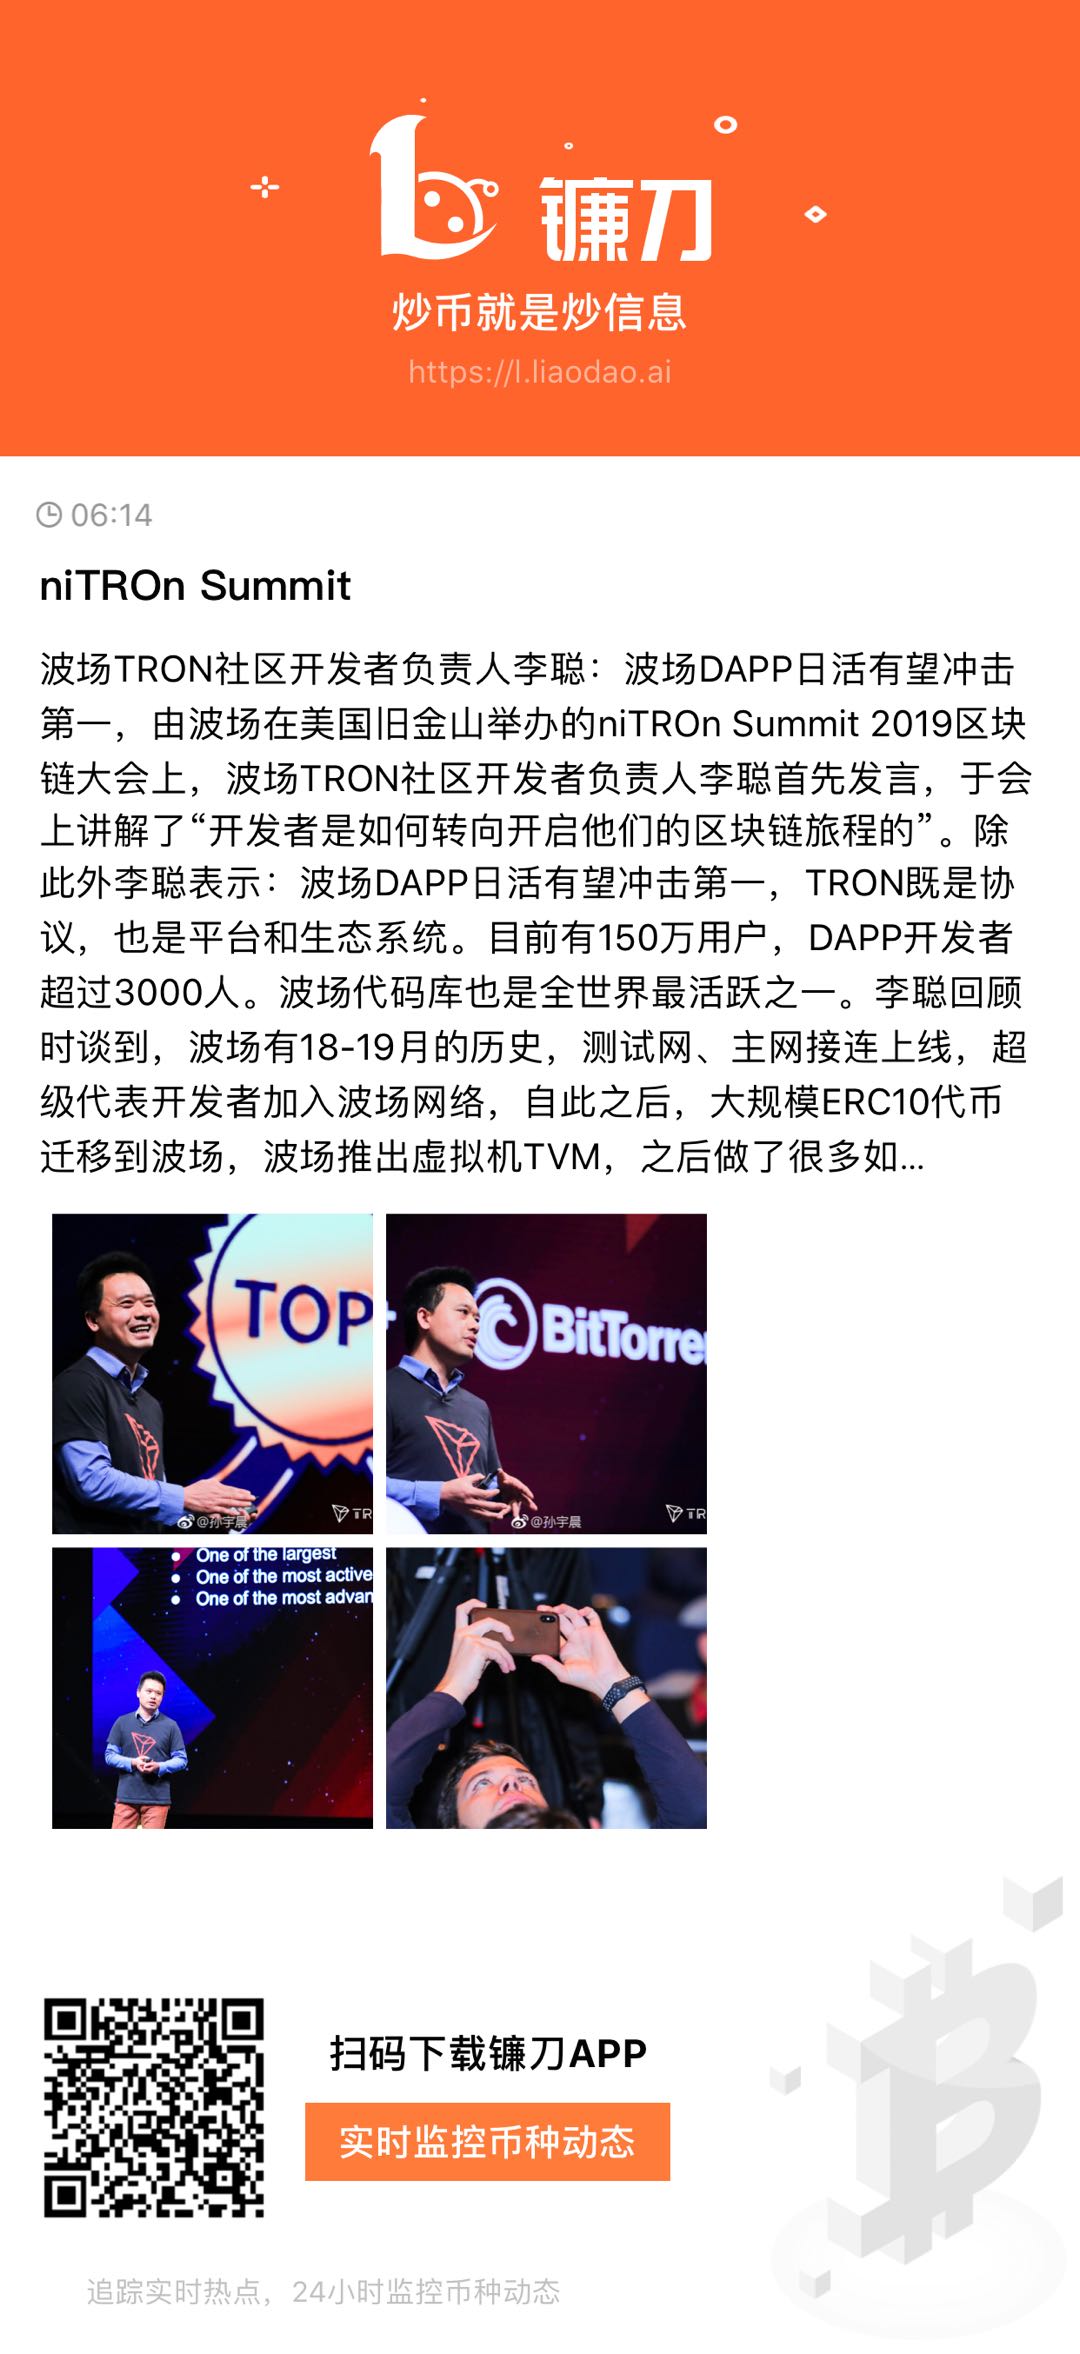 镰刀
炒币就是炒信息
https://l.liaodao.ai
06:14
niTROn Summit
波场TRON社区开发者负责人李聪：波场DAPP日活有望冲击
第一，由波场在美国旧金山举办的niTROn Summit 2019区块
链大会上，波场TRON社区开发者负责人李聪首先发言，于会
上讲解了“开发者是如何转向开启他们的区块链旅程的”。除
此外李聪表示：波场DAPP日活有望冲击第一，TRON既是协
议，也是平台和生态系统。目前有150万用户，DAPP开发者
超过3000人。波场代码库也是全世界最活跃之一。李聪回顾
时谈到，波场有18-19月的历史，测试网、主网接连上线，超
级代表开发者加入波场网络，自此之后，大规模ERC10代币
迁移到波场，波场推出虚拟机TVM，之后做了很多如...
TOP
@孙宇晨
TR
BitTorre
@孙宇晨
TR
One of the largest
One of the most active
One of the most advan
扫码下载镰刀APP
实时监控币种动态
追踪实时热点，24小时监控币种动态